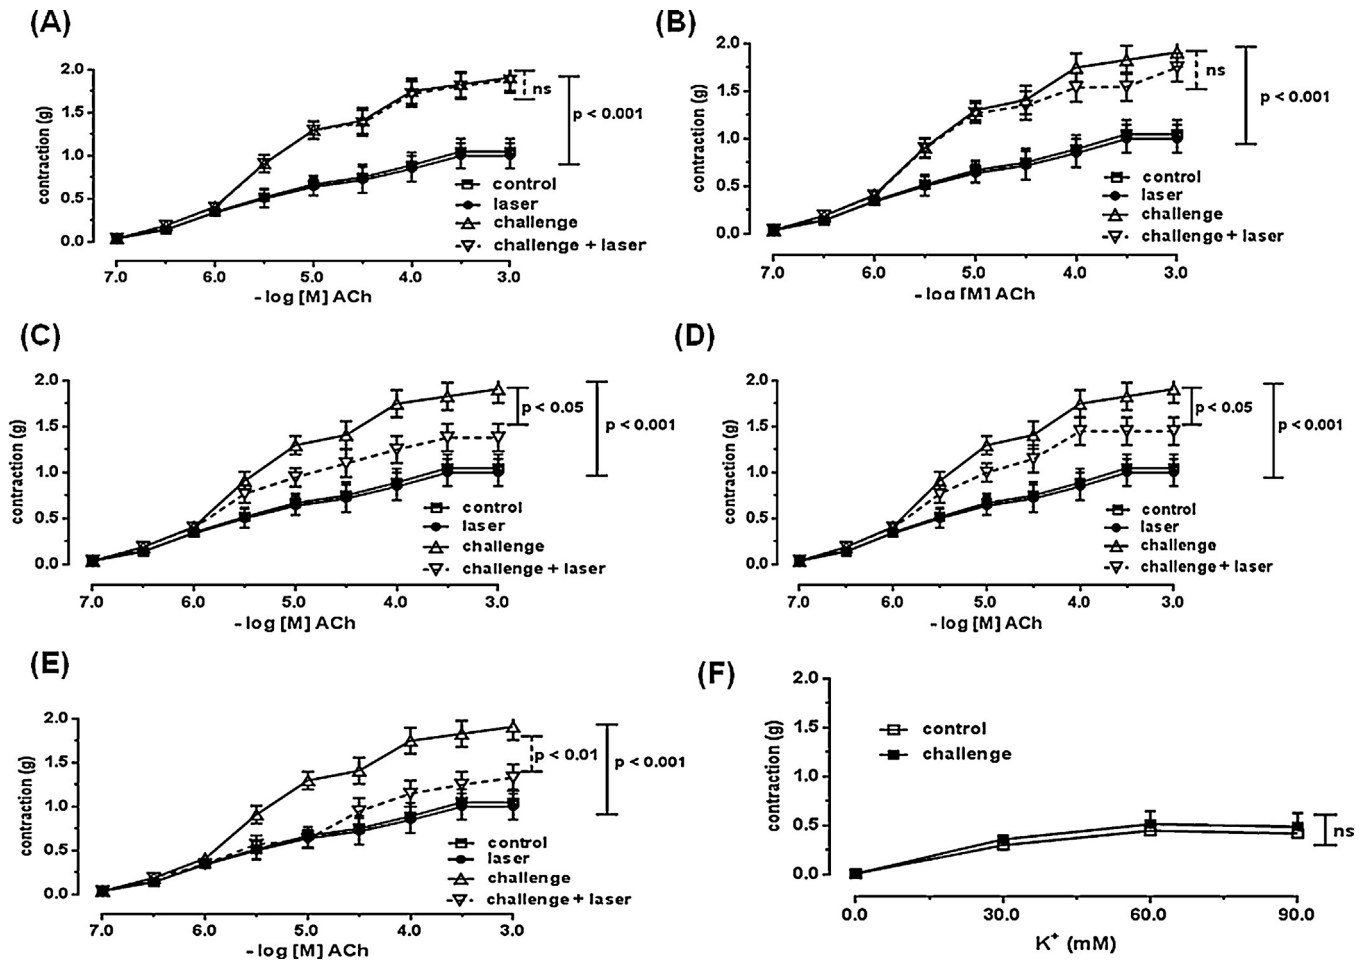 (A)
contraction (g)
2.0
1.5
1.0
0.5
0.0
ns
p < 0.001
control
laser
challenge
challenge + laser
7.0 6.0 5.0 4.0 3.0
- log [M] ACh
(B)
contraction (g)
2.0
1.5
1.0
0.5
0.0
ns
p < 0.001
control
laser
challenge
challenge + laser
7.0 6.0 5.0 4.0 3.0
- log [M] ACh
(C)
contraction (g)
2.0
1.5
1.0
0.5
0.0
p < 0.05
p < 0.001
control
laser
challenge
challenge + laser
7.0 6.0 5.0 4.0 3.0
- log [M] ACh
(D)
contraction (g)
2.0
1.5
1.0
0.5
0.0
p < 0.05
p < 0.001
control
laser
challenge
challenge + laser
7.0 6.0 5.0 4.0 3.0
- log [M] ACh
(E)
contraction (g)
2.0
1.5
1.0
0.5
0.0
p < 0.01
p < 0.001
control
laser
challenge
challenge + laser
7.0 6.0 5.0 4.0 3.0
- log [M] ACh
(F)
contraction (g)
2.0
1.5
1.0
0.5
0.0
control
challenge
ns
0.0 30.0 60.0 90.0
K+ (mM)